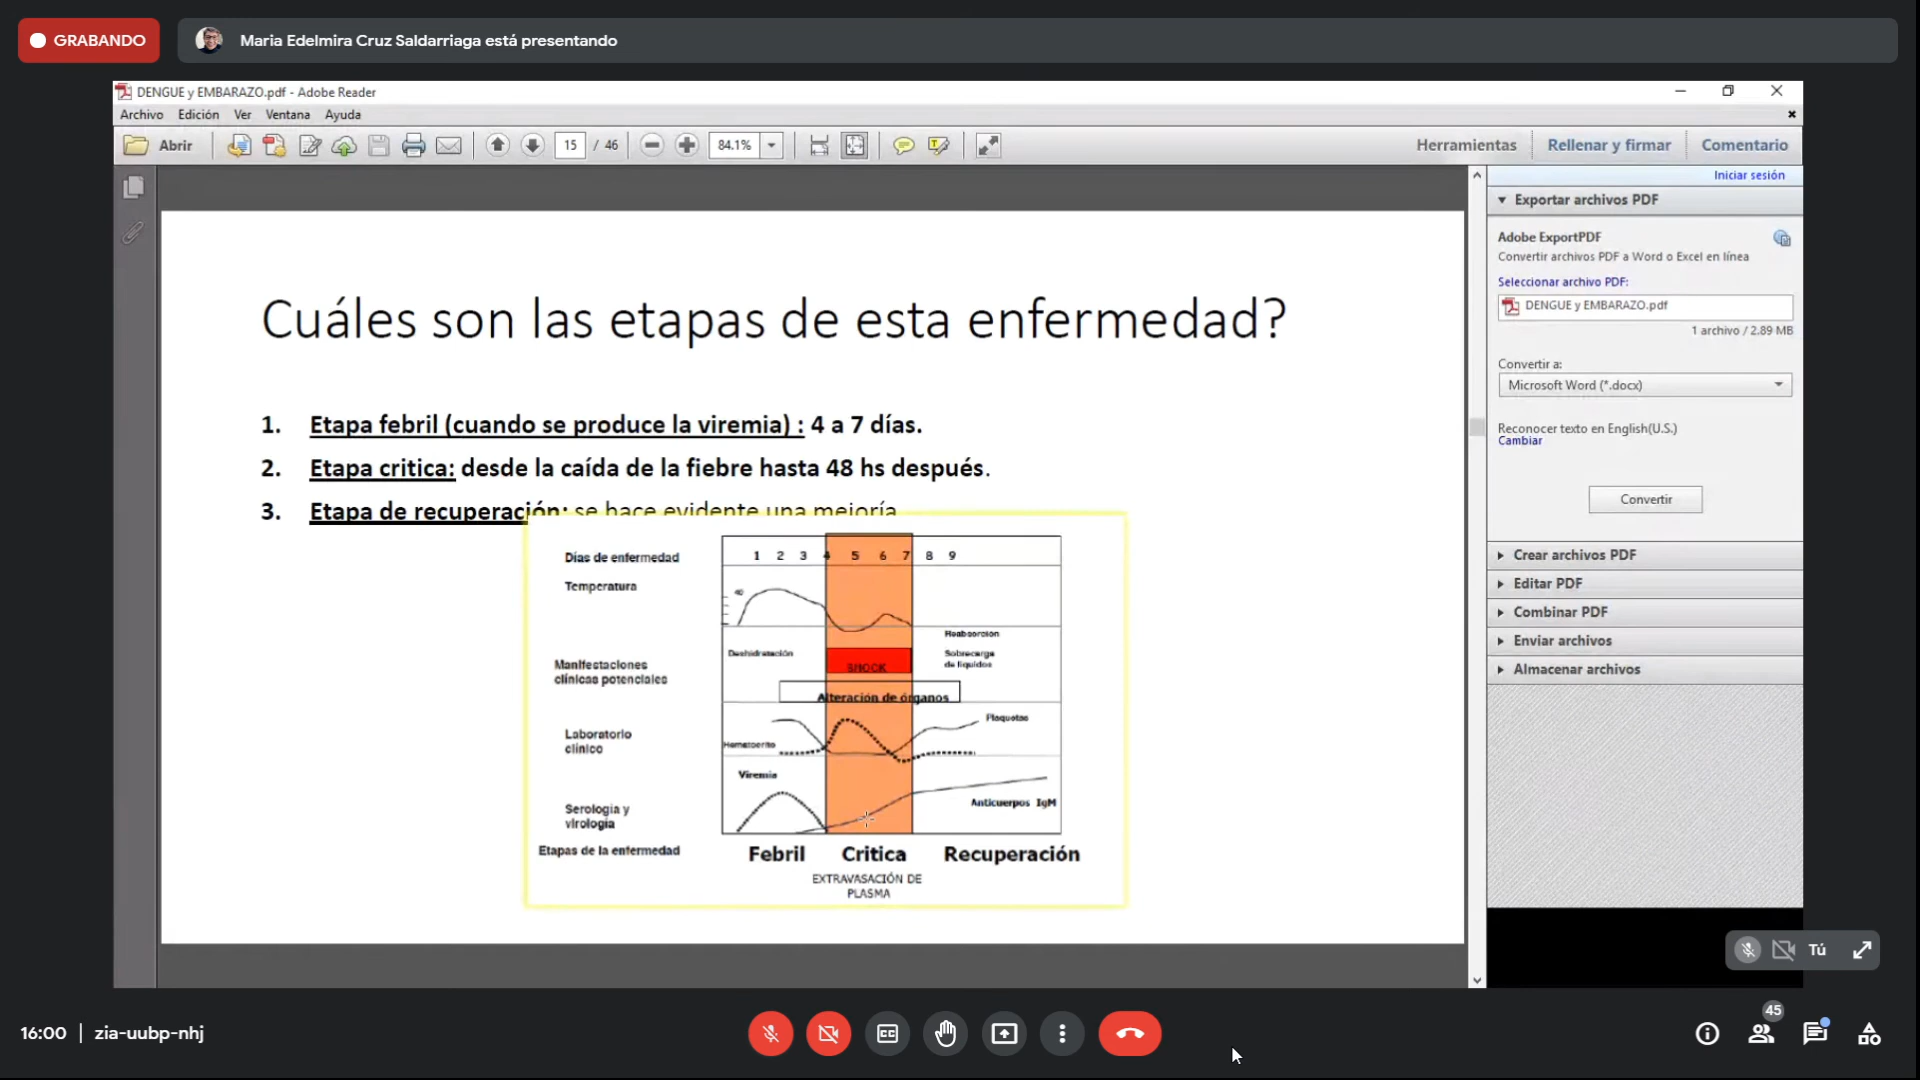 GRABANDO
Maria Edelmira Cruz Saldarriaga está presentando
DENGUE y EMBARAZO.pdf - Adobe Reader
Archivo Edición Ver Ventana Ayuda
Abrir 15 / 46 84.1% Herramientas Rellenar y firmar Comentario
Iniciar sesión
Exportar archivos PDF
Adobe ExportPDF
Convertir archivos PDF a Word o Excel en línea
Seleccionar archivo PDF:
DENGUE y EMBARAZO.pdf
1 archivo / 2.89 MB
Convertir a:
Microsoft Word (*.docx)
Reconocer texto en English(U.S.)
Cambiar
Convertir
Crear archivos PDF
Editar PDF
Combinar PDF
Enviar archivos
Almacenar archivos
Cuáles son las etapas de esta enfermedad?
1. Etapa febril (cuando se produce la viremia) : 4 a 7 días.
2. Etapa critica: desde la caída de la fiebre hasta 48 hs después.
3. Etapa de recuperación: se hace evidente una mejoría
Días de enfermedad 1 2 3 4 5 6 7 8 9
Temperatura
40
Reabsorción
Manifestaciones
clínicas potenciales
Deshidratación
SHOCK
Sobrecarga
de líquidos
Alteración de órganos
Laboratorio
clínico
Plaquetas
Hematocrito
Viremia
Serología y
virología
Anticuerpos IgM
Etapas de la enfermedad
Febril Critica Recuperación
EXTRAVASACIÓN DE
PLASMA
Tú
16:00 | zia-uubp-nhj
CC
45